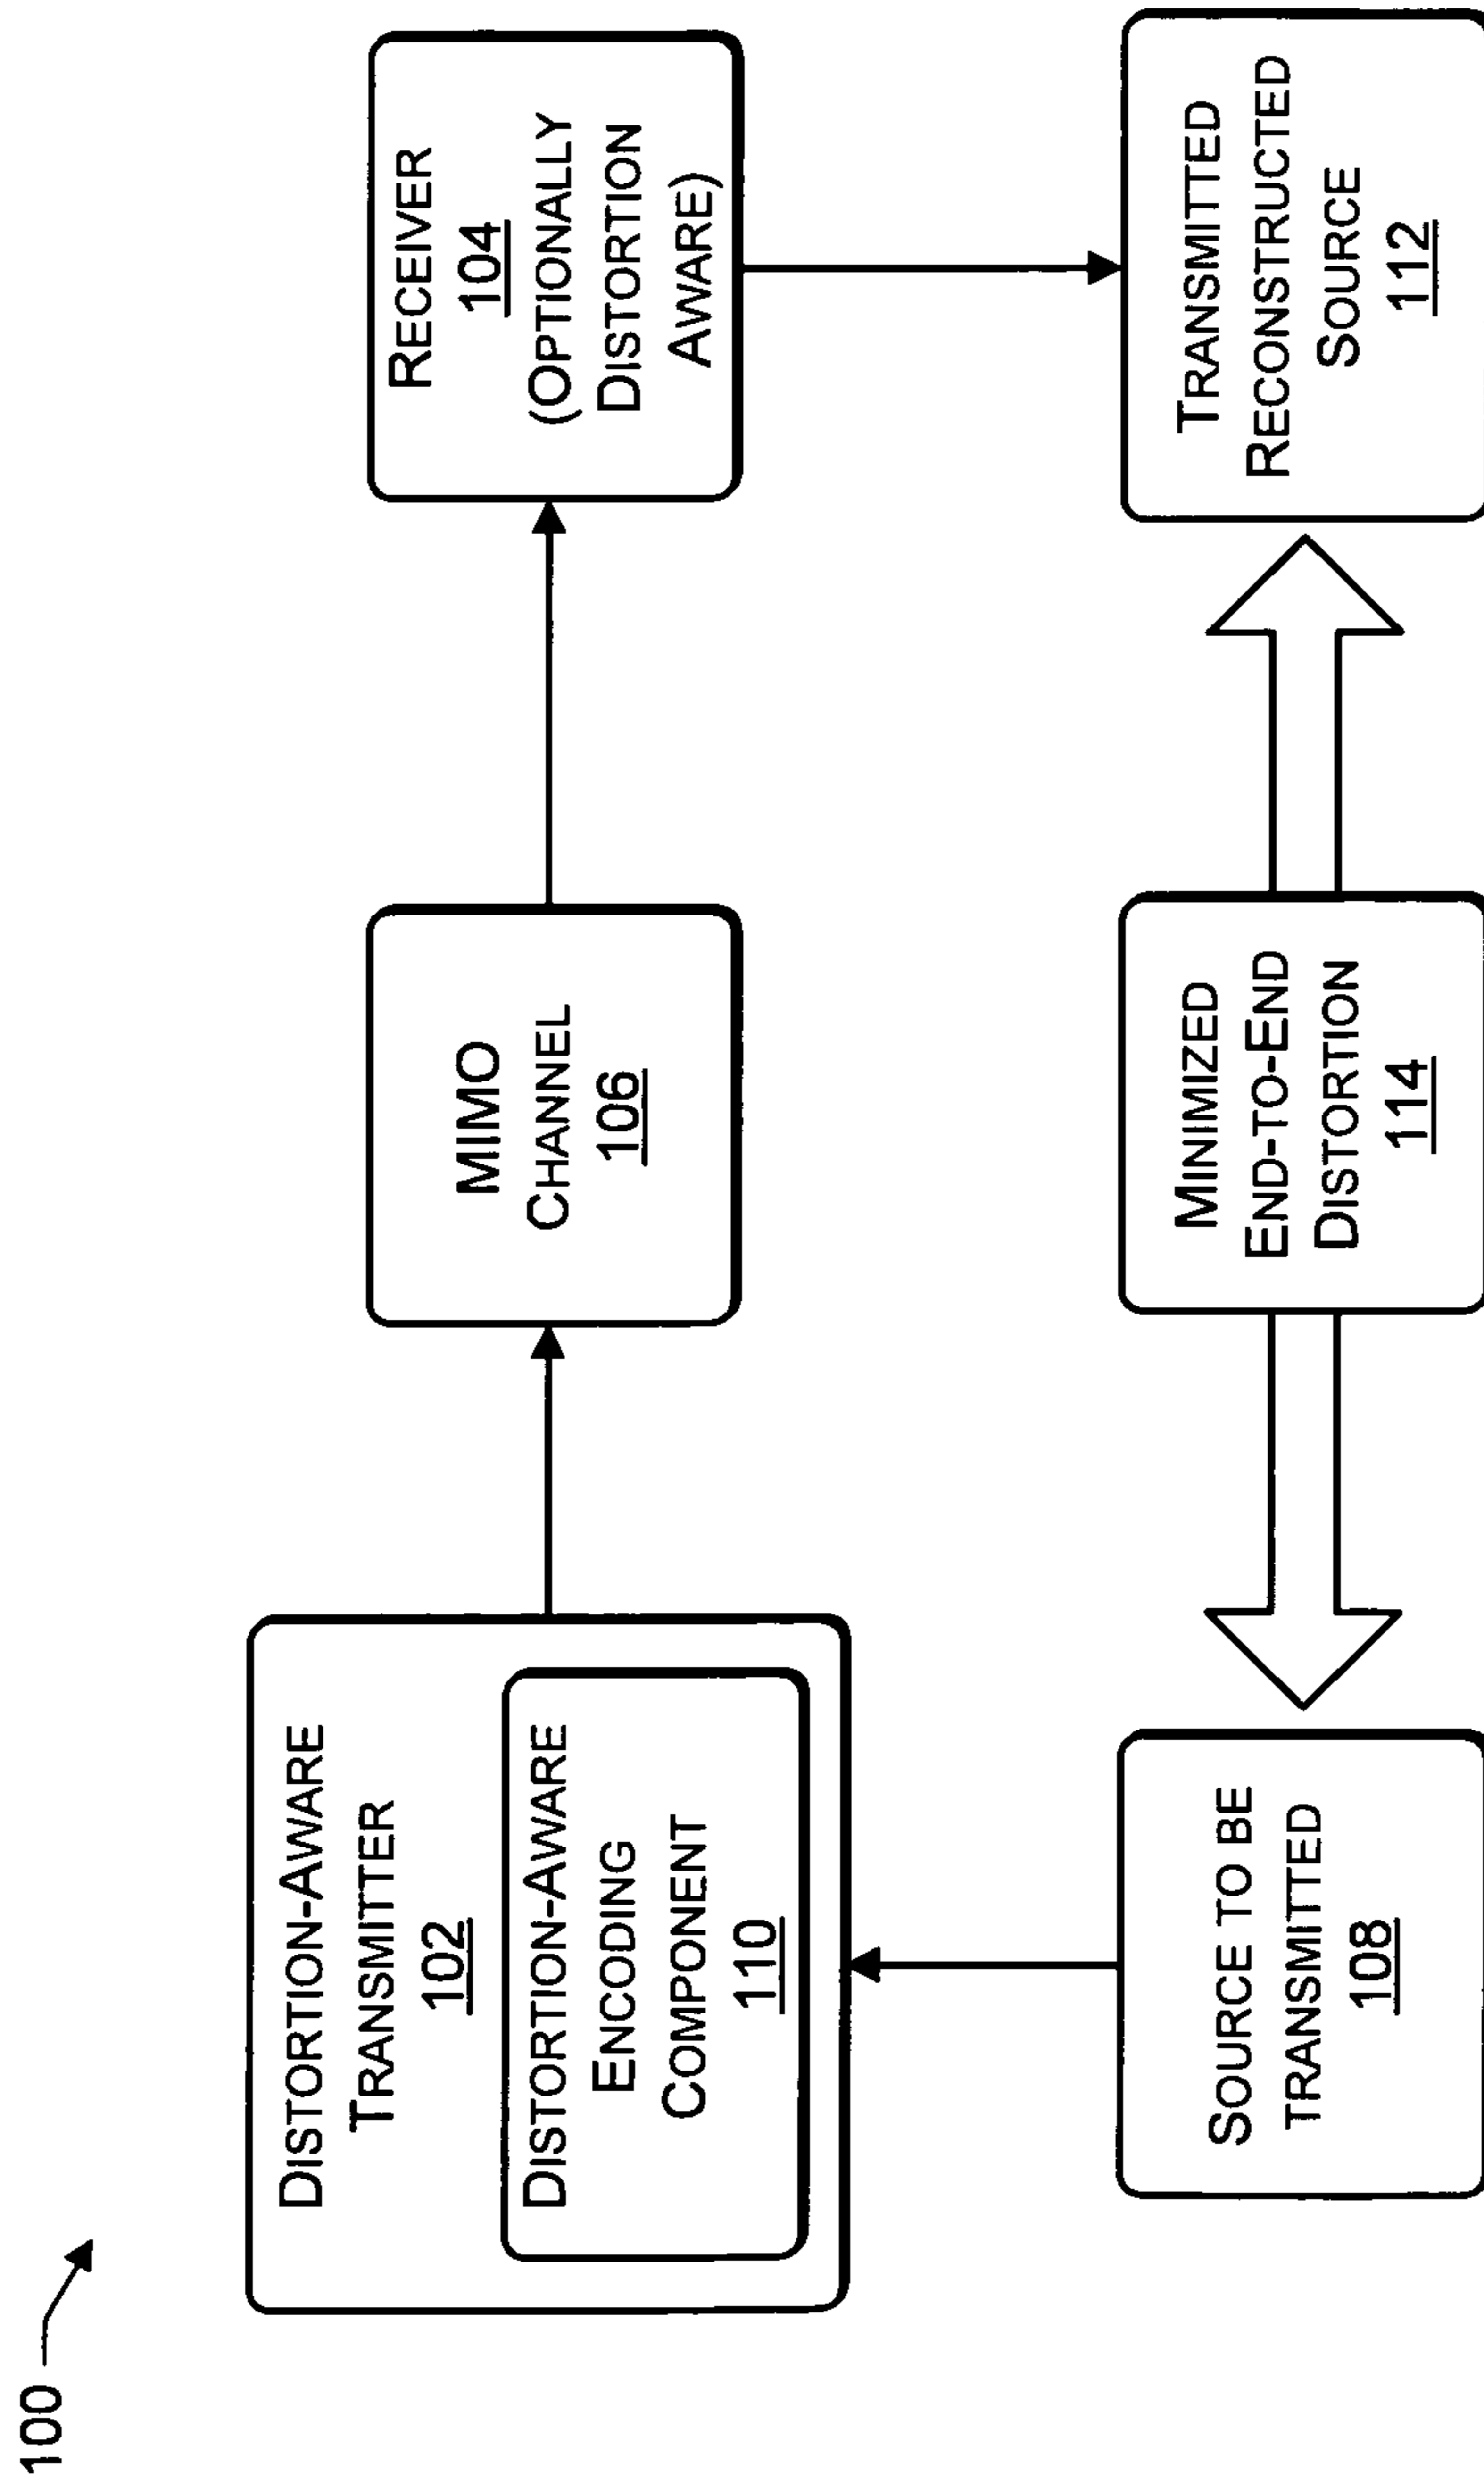 100
DISTORTION-AWARE
TRANSMITTER
102
DISTORTION-AWARE
ENCODING
COMPONENT
110
MIMO
CHANNEL
106
RECEIVER
104
(OPTIONALLY
DISTORTION
AWARE)
SOURCE TO BE
TRANSMITTED
108
MINIMIZED
END-TO-END
DISTORTION
114
TRANSMITTED
RECONSTRUCTED
SOURCE
112